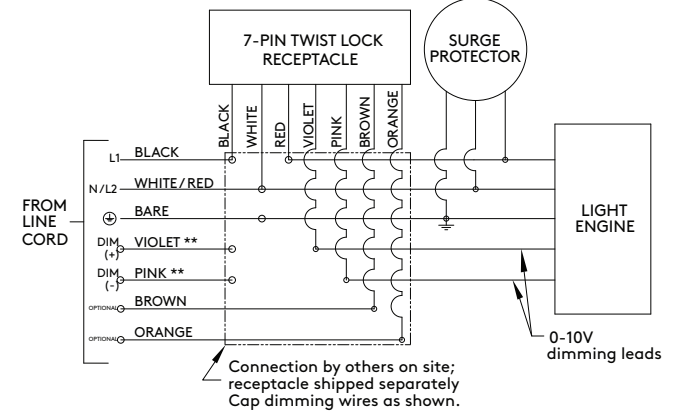 7-PIN TWIST LOCK
RECEPTACLE
SURGE
PROTECTOR
BLACK
WHITE
RED
VIOLET
PINK
BROWN
ORANGE
FROM
LINE
CORD
L1 BLACK
N/L2 WHITE/RED
BARE
DIM
(+)
VIOLET **
DIM
(-)
PINK **
OPTIONAL BROWN
OPTIONAL ORANGE
LIGHT
ENGINE
0-10V
dimming leads
Connection by others on site;
receptacle shipped separately
Cap dimming wires as shown.